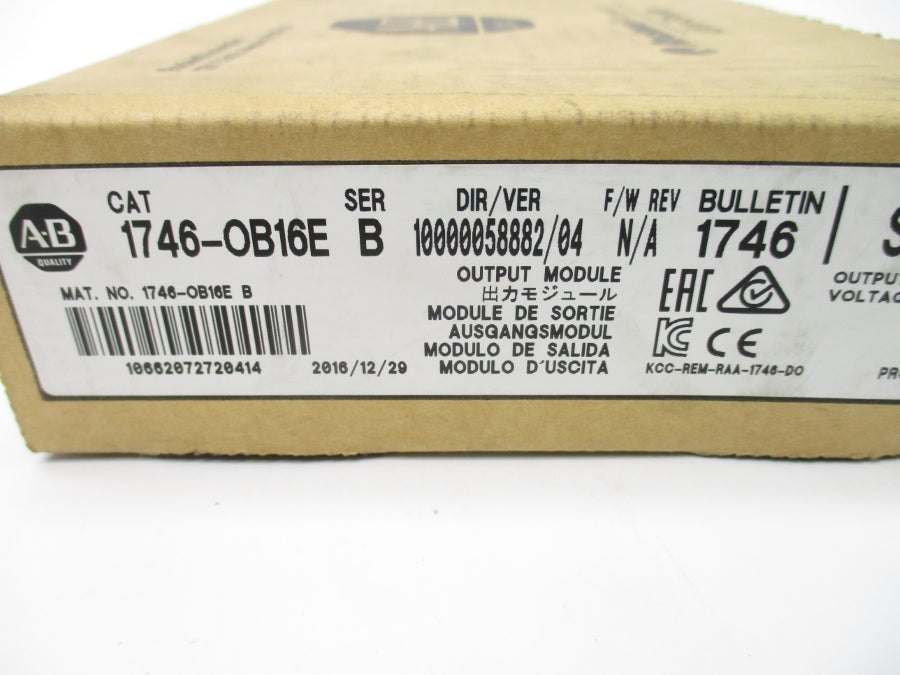 CAT SER DIR/VER F/W REV BULLETIN
1746-OB16E B 10000058882/04 N/A 1746
A-B
QUALITY
MAT. NO. 1746-OB16E B
10662072720414
2016/12/29
OUTPUT MODULE
出力モジュール
MODULE DE SORTIE
AUSGANGSMODUL
MODULO DE SALIDA
MODULO D'USCITA
EAC
KC CE
KCC-REM-RAA-1746-DO
OUTPUT